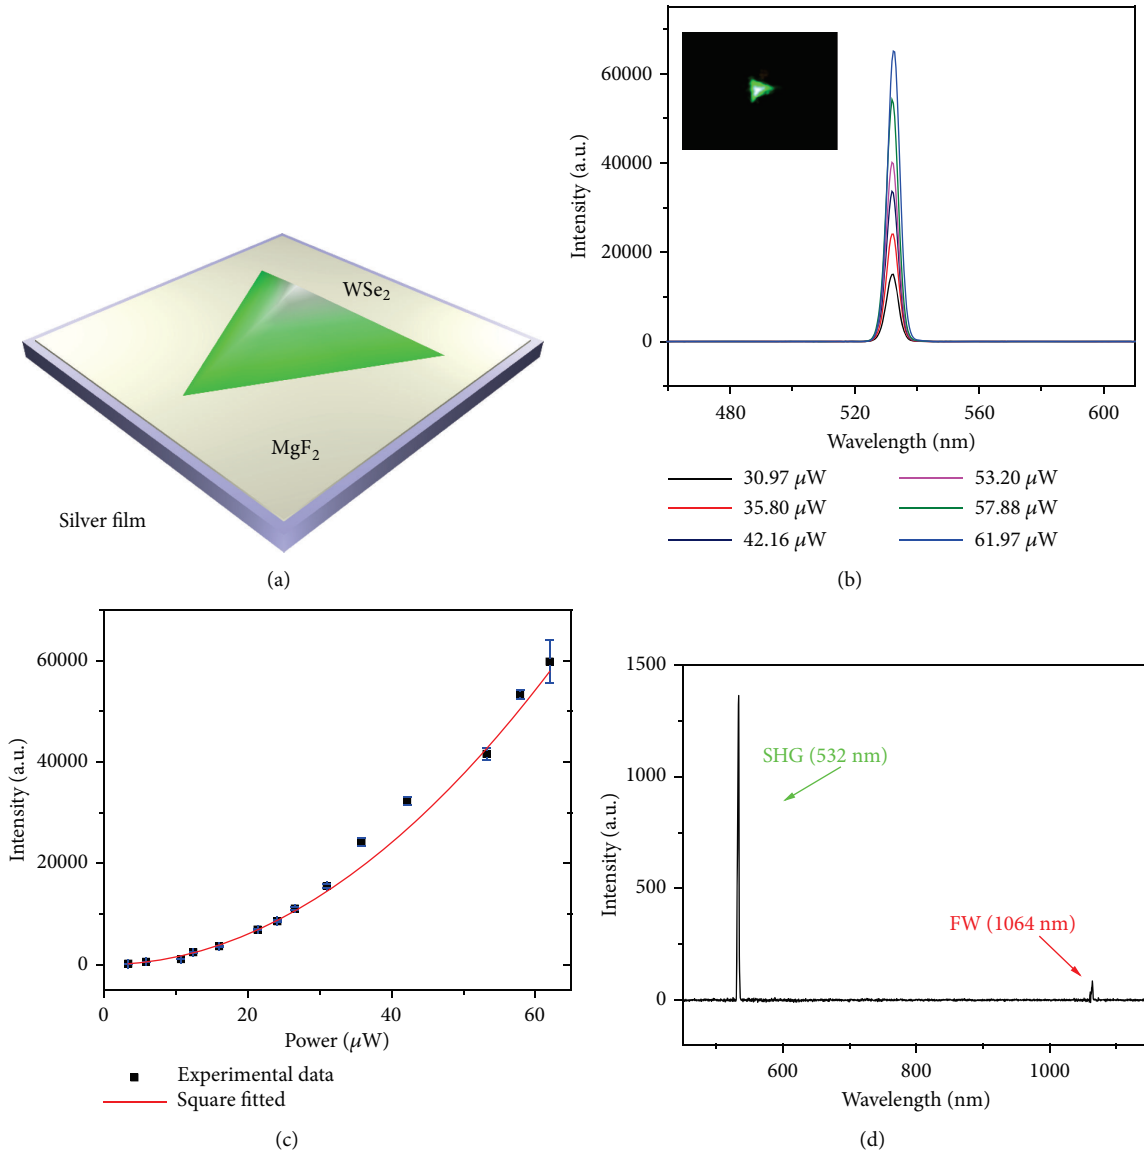 WSe₂
MgF₂
Silver film
(a)
60000
40000
20000
0
Intensity (a.u.)
480 520 560 600
Wavelength (nm)
30.97 μW 53.20 μW
35.80 μW 57.88 μW
42.16 μW 61.97 μW
(b)
60000
40000
20000
0
Intensity (a.u.)
0 20 40 60
Power (μW)
Experimental data
Square fitted
(c)
1500
1000
500
0
Intensity (a.u.)
SHG (532 nm)
FW (1064 nm)
600 800 1000
Wavelength (nm)
(d)